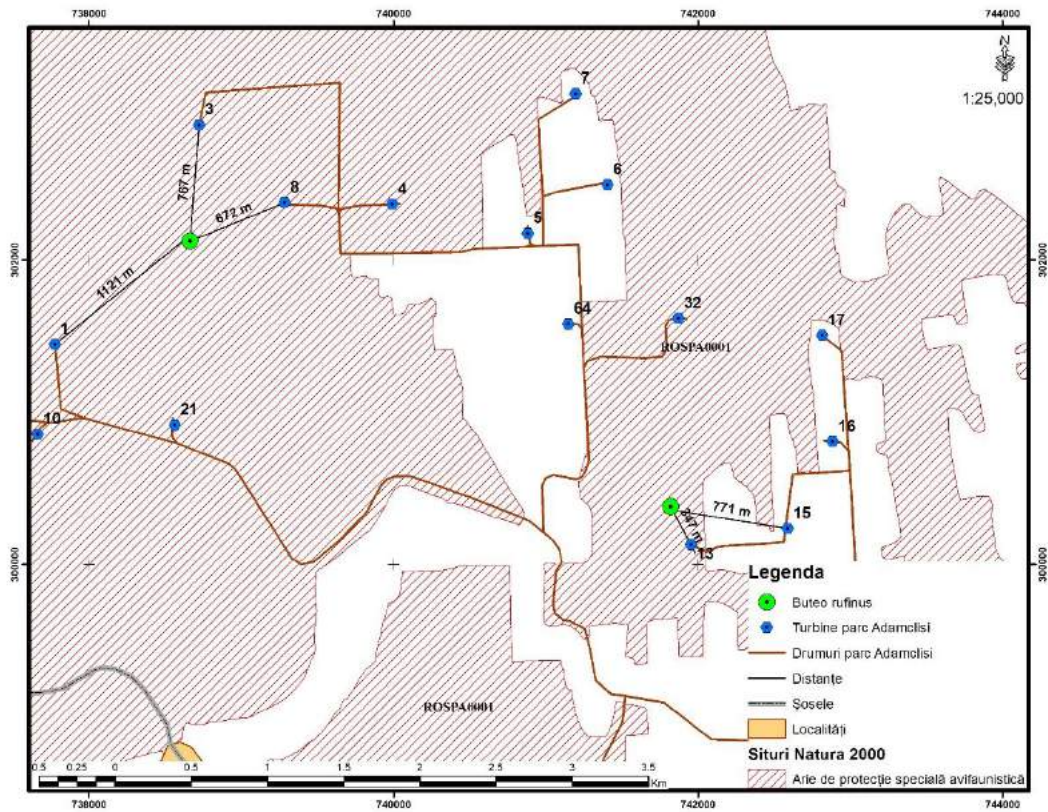 738000
740000
742000
744000
N
1:25,000
7
3
6
8
4
767 m
672 m
5
302000
302000
1121 m
64
32
17
1
ROSPA0001
21
10
16
771 m
m
15
13
300000
300000
Legenda
Buteo rufinus
Turbine parc Adamclisi
Drumuri parc Adamclisi
Distanțe
Șosele
Localități
Situri Natura 2000
Arie de protecție specială avifaunistică
ROSPA0001
0.5 0.25 0 0.5 1 1.5 2 2.5 3 3.5
Km
738000
740000
742000
744000